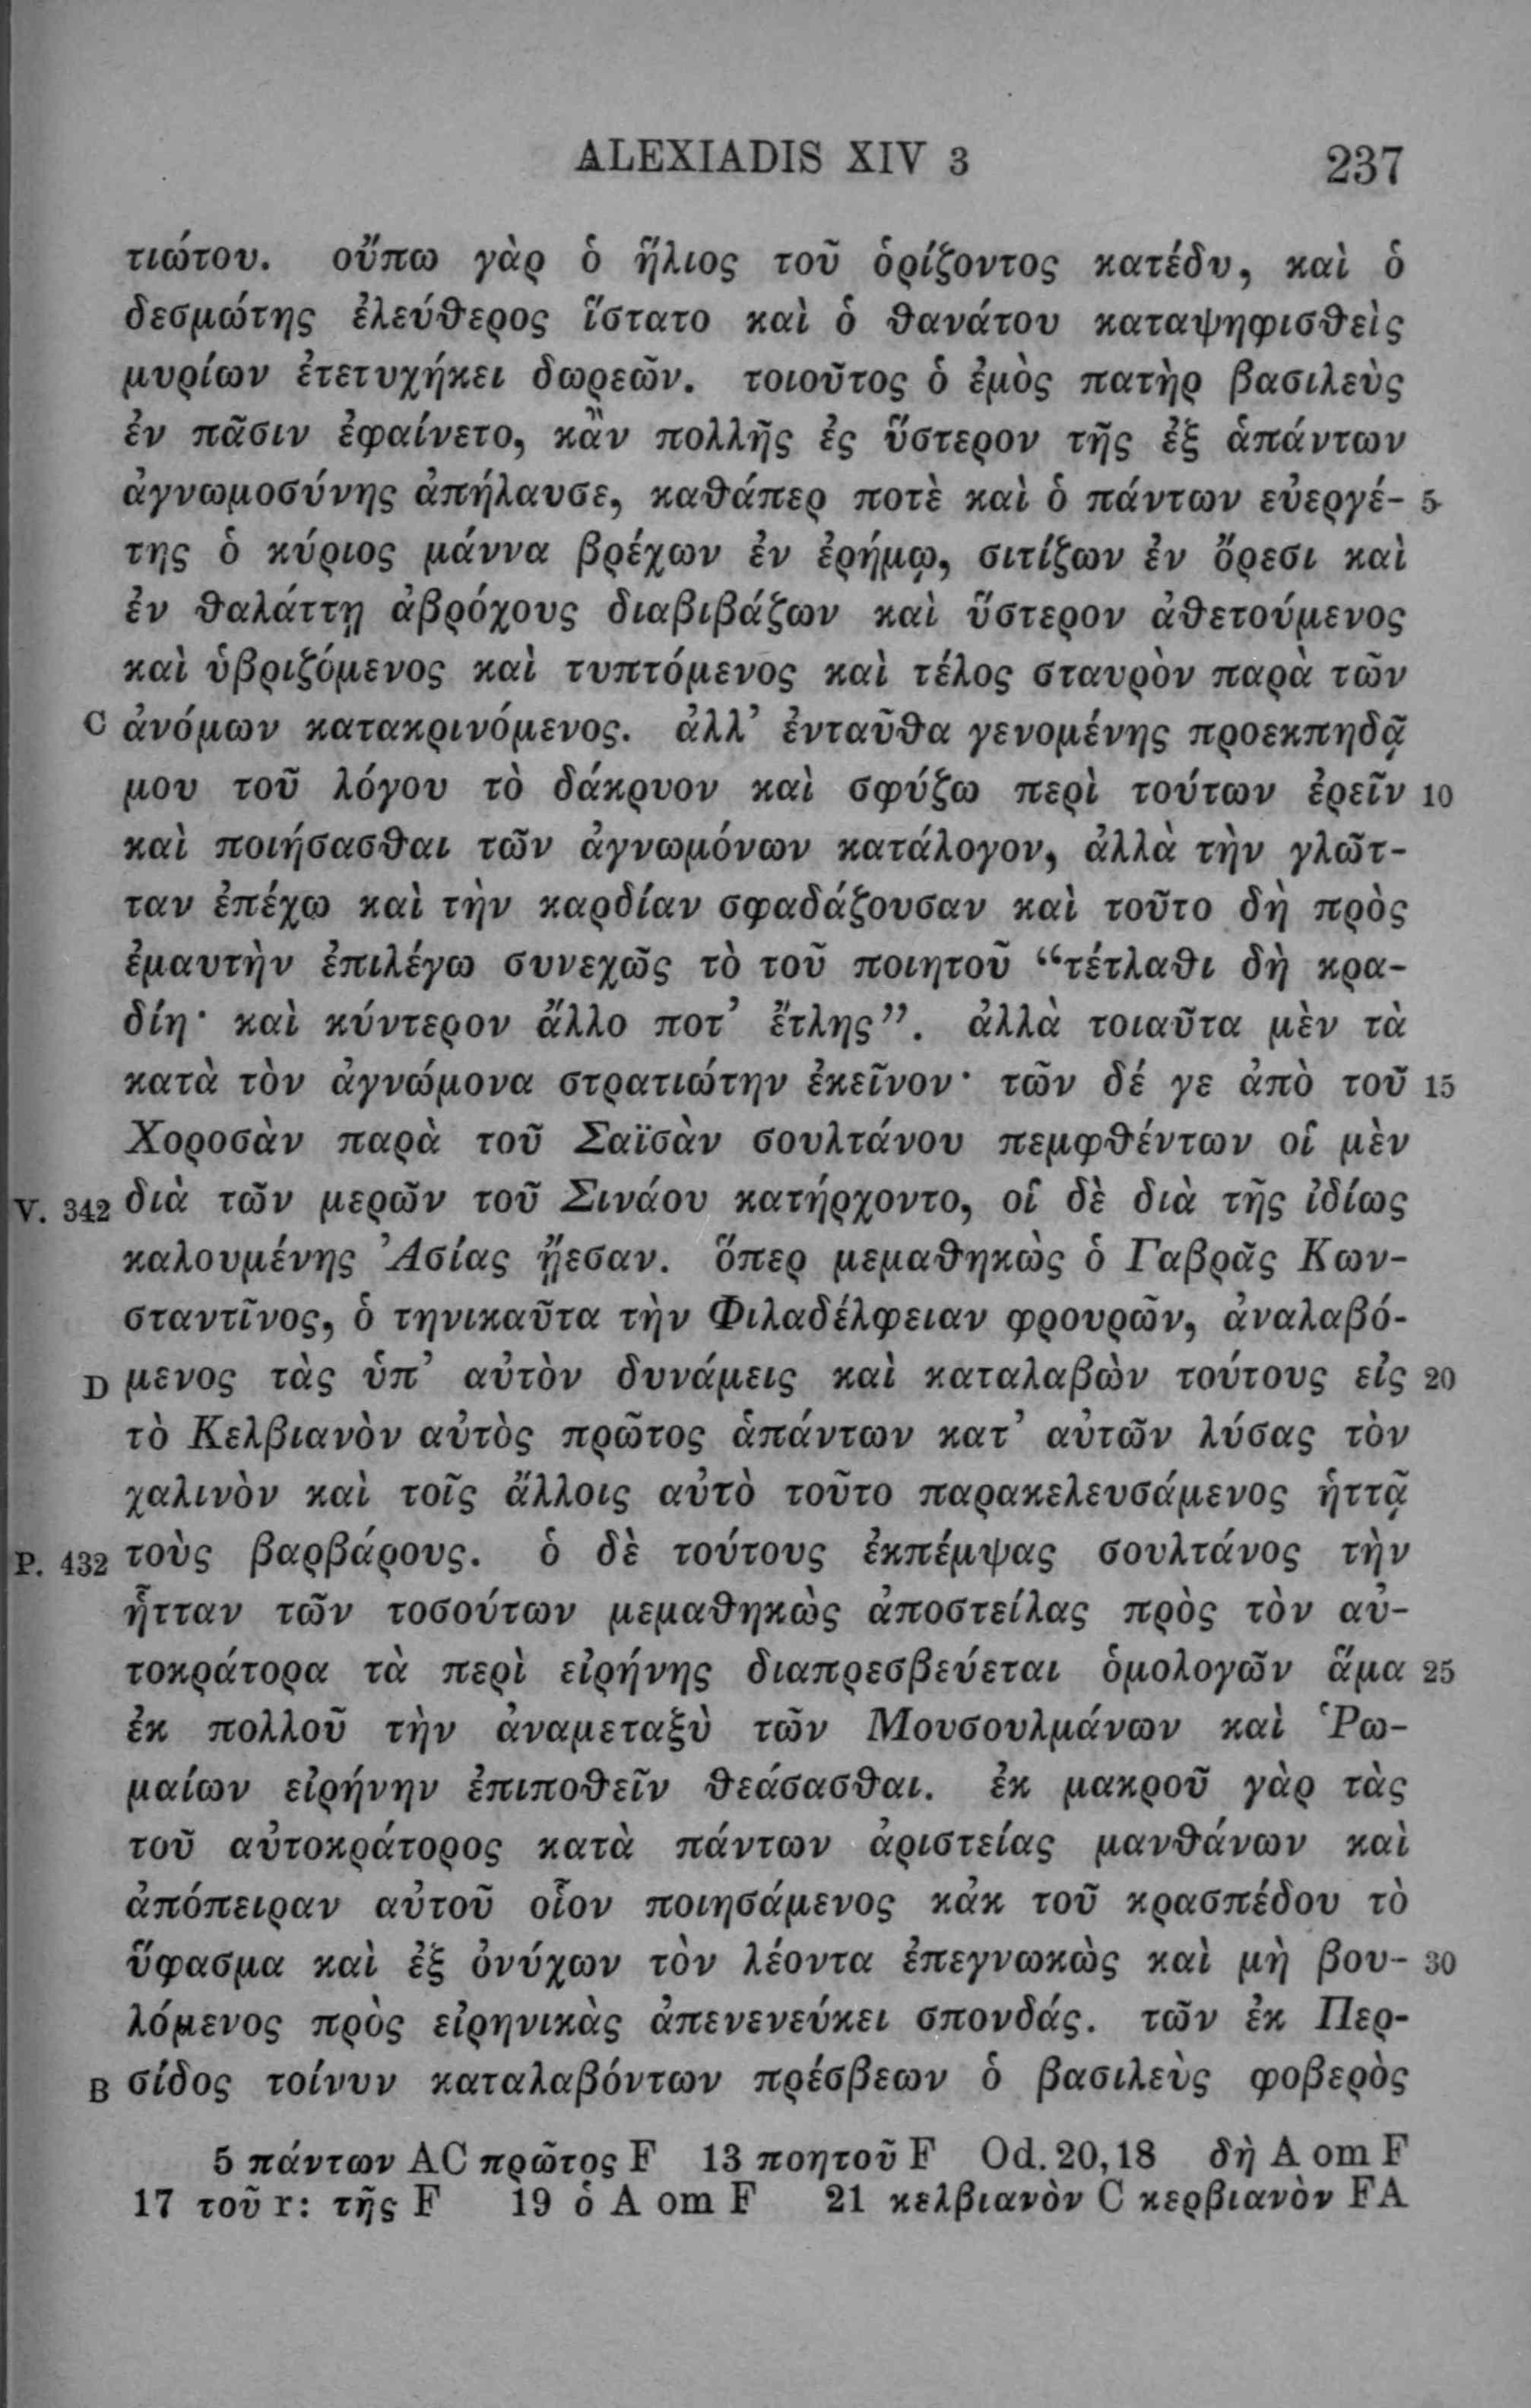 ALEXIADIS XIV 3 237
τιώτου. οὔπω γὰρ ὁ ἥλιος τοῦ ὁρίζοντος κατέδυ, καὶ ὁ
δεσμώτης ἐλεύθερος ἵστατο καὶ ὁ θανάτου καταψηφισθεὶς
μυρίων ἐτετυχήκει δωρεῶν. τοιοῦτος ὁ ἐμὸς πατὴρ βασιλεὺς
ἐν πᾶσιν ἐφαίνετο, κἂν πολλῆς ἐς ὕστερον τῆς ἐξ ἁπάντων
ἀγνωμοσύνης ἀπήλαυσε, καθάπερ ποτὲ καὶ ὁ πάντων εὐεργέ- 5
της ὁ κύριος μάννα βρέχων ἐν ἐρήμῳ, σιτίζων ἐν ὄρεσι καὶ
ἐν θαλάττῃ ἀβρόχους διαβιβάζων καὶ ὕστερον ἀθετούμενος
καὶ ὑβριζόμενος καὶ τυπτόμενος καὶ τέλος σταυρὸν παρὰ τῶν
C ἀνόμων κατακρινόμενος. ἀλλ’ ἐνταῦθα γενομένης προεκπηδᾷ
μου τοῦ λόγου τὸ δάκρυον καὶ σφύζω περὶ τούτων ἐρεῖν 10
καὶ ποιήσασθαι τῶν ἀγνωμόνων κατάλογον, ἀλλὰ τὴν γλῶτ-
ταν ἐπέχω καὶ τὴν καρδίαν σφαδάζουσαν καὶ τοῦτο δὴ πρὸς
ἐμαυτὴν ἐπιλέγω συνεχῶς τὸ τοῦ ποιητοῦ “τέτλαθι δὴ κρα-
δίη· καὶ κύντερον ἄλλο ποτ’ ἔτλης”. ἀλλὰ τοιαῦτα μὲν τὰ
κατὰ τὸν ἀγνώμονα στρατιώτην ἐκεῖνον· τῶν δέ γε ἀπὸ τοῦ 15
Χοροσὰν παρὰ τοῦ Σαϊσὰν σουλτάνου πεμφθέντων οἱ μὲν
V. 342 διὰ τῶν μερῶν τοῦ Σινάου κατήρχοντο, οἱ δὲ διὰ τῆς ἰδίως
καλουμένης Ἀσίας ᾔεσαν. ὅπερ μεμαθηκὼς ὁ Γαβρᾶς Κων-
σταντῖνος, ὁ τηνικαῦτα τὴν Φιλαδέλφειαν φρουρῶν, ἀναλαβό-
D μενος τὰς ὑπ’ αὐτὸν δυνάμεις καὶ καταλαβὼν τούτους εἰς 20
τὸ Κελβιανὸν αὐτὸς πρῶτος ἁπάντων κατ’ αὐτῶν λύσας τὸν
χαλινὸν καὶ τοῖς ἄλλοις αὐτὸ τοῦτο παρακελευσάμενος ἡττᾷ
P. 432 τοὺς βαρβάρους. ὁ δὲ τούτους ἐκπέμψας σουλτάνος τὴν
ἧτταν τῶν τοσούτων μεμαθηκὼς ἀποστείλας πρὸς τὸν αὐ-
τοκράτορα τὰ περὶ εἰρήνης διαπρεσβεύεται ὁμολογῶν ἅμα 25
ἐκ πολλοῦ τὴν ἀναμεταξὺ τῶν Μουσουλμάνων καὶ Ῥω-
μαίων εἰρήνην ἐπιποθεῖν θεάσασθαι. ἐκ μακροῦ γὰρ τὰς
τοῦ αὐτοκράτορος κατὰ πάντων ἀριστείας μανθάνων καὶ
ἀπόπειραν αὐτοῦ οἷον ποιησάμενος κἀκ τοῦ κρασπέδου τὸ
ὕφασμα καὶ ἐξ ὀνύχων τὸν λέοντα ἐπεγνωκὼς καὶ μὴ βου- 30
λόμενος πρὸς εἰρηνικὰς ἀπενενεύκει σπονδάς. τῶν ἐκ Περ-
B σίδος τοίνυν καταλαβόντων πρέσβεων ὁ βασιλεὺς φοβερὸς
5 πάντων AC πρῶτος F 13 ποητοῦ F Od. 20,18 δὴ A om F
17 τοῦ r: τῆς F 19 ὁ A om F 21 κελβιανὸν C κερβιανὸν FA